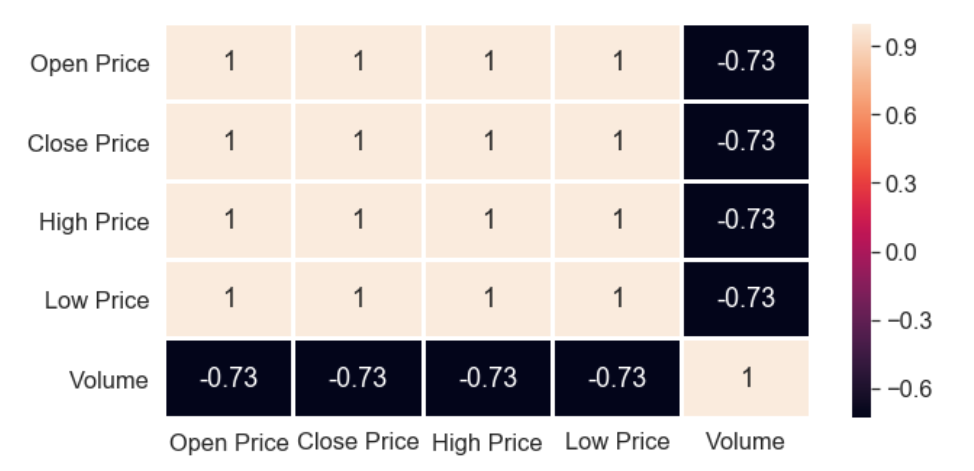 Open Price 1 1 1 1 -0.73
Close Price 1 1 1 1 -0.73
High Price 1 1 1 1 -0.73
Low Price 1 1 1 1 -0.73
Volume -0.73 -0.73 -0.73 -0.73 1
Open Price Close Price High Price Low Price Volume
0.9
0.6
0.3
0.0
−0.3
−0.6